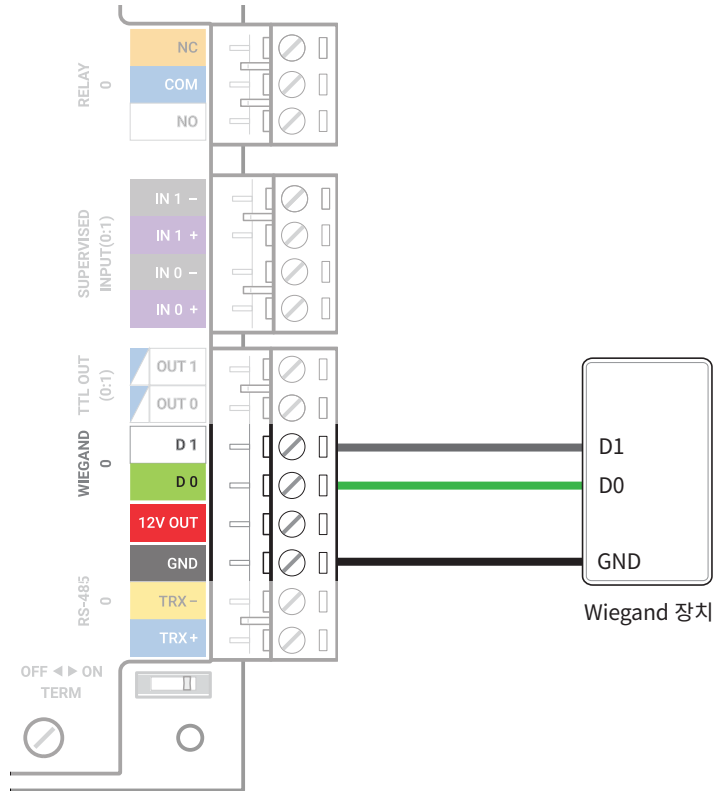 RELAY
0
NC
COM
NO
SUPERVISED
INPUT(0:1)
IN 1 –
IN 1 +
IN 0 –
IN 0 +
TTL OUT
(0:1)
OUT 1
OUT 0
WIEGAND
0
D 1
D 0
12V OUT
GND
RS-485
0
TRX –
TRX +
OFF ◀ ▶ ON
TERM
D1
D0
GND
Wiegand 장치